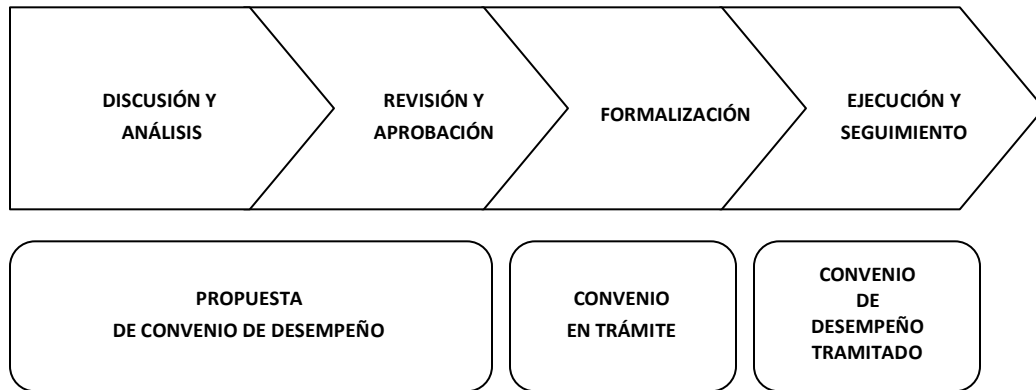 DISCUSIÓN Y
ANÁLISIS
REVISIÓN Y
APROBACIÓN
FORMALIZACIÓN
EJECUCIÓN Y
SEGUIMIENTO
PROPUESTA
DE CONVENIO DE DESEMPEÑO
CONVENIO
EN TRÁMITE
CONVENIO
DE
DESEMPEÑO
TRAMITADO